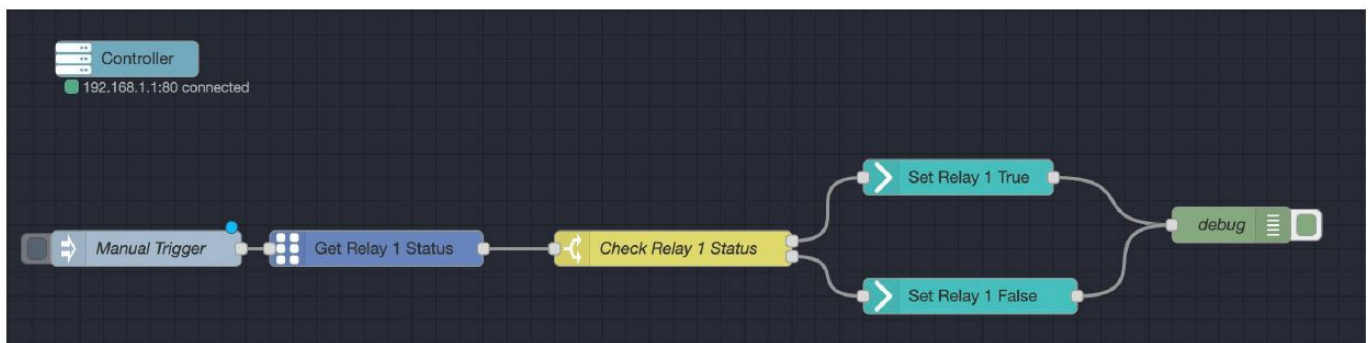 Controller
192.168.1.1:80 connected
Set Relay 1 True
debug
Manual Trigger
Get Relay 1 Status
Check Relay 1 Status
Set Relay 1 False